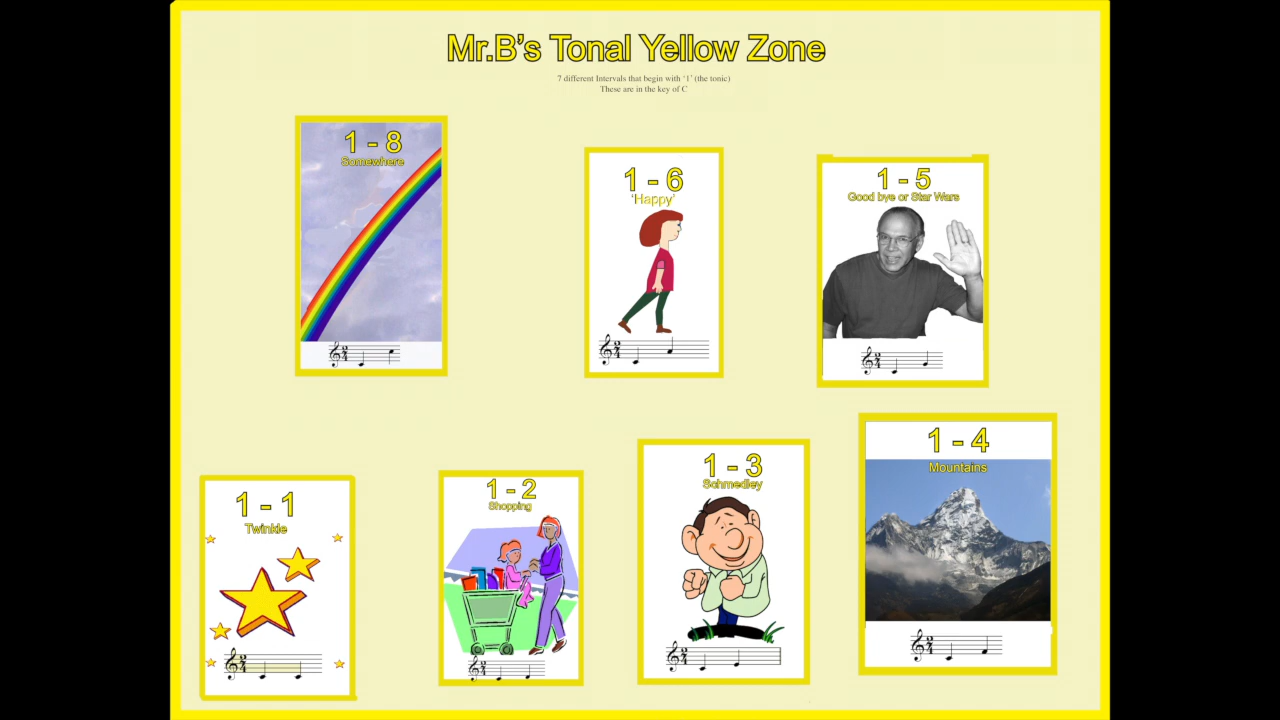 Mr.B's Tonal Yellow Zone
7 different Intervals that begin with '1' (the tonic)
These are in the key of C
1 - 8
Somewhere
1 - 6
'Happy'
1 - 5
Good bye or Star Wars
1 - 1
Twinkle
1 - 2
Shopping
1 - 3
Schmedley
1 - 4
Mountains